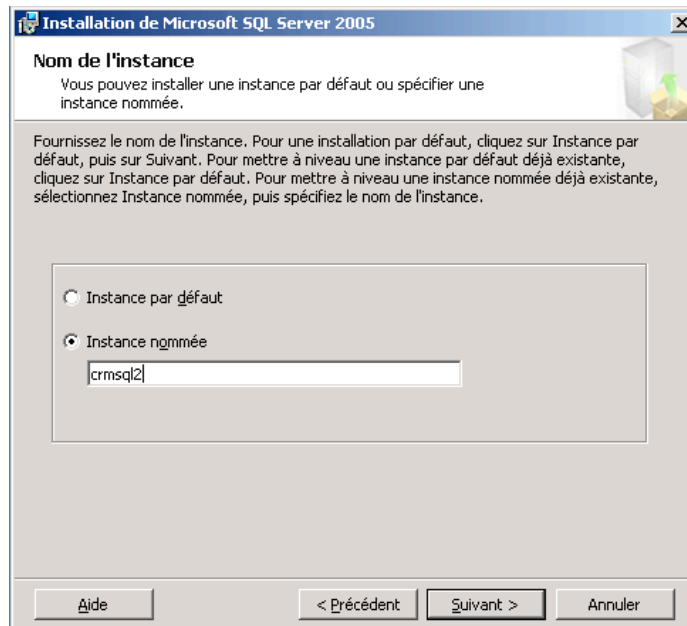 Installation de Microsoft SQL Server 2005
Nom de l'instance
Vous pouvez installer une instance par défaut ou spécifier une
instance nommée.
Fournissez le nom de l'instance. Pour une installation par défaut, cliquez sur Instance par
défaut, puis sur Suivant. Pour mettre à niveau une instance par défaut déjà existante,
cliquez sur Instance par défaut. Pour mettre à niveau une instance nommée déjà existante,
sélectionnez Instance nommée, puis spécifiez le nom de l'instance.
Instance par défaut
Instance nommée
crmsql2
Aide
< Précédent
Suivant >
Annuler